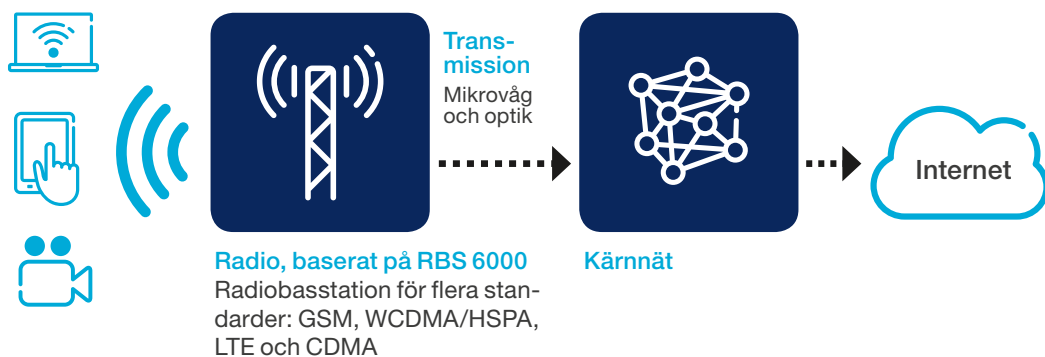 Trans-
mission
Mikrovåg
och optik
Internet
Radio, baserat på RBS 6000
Radiobasstation för flera stan-
darder: GSM, WCDMA/HSPA,
LTE och CDMA
Kärnnät